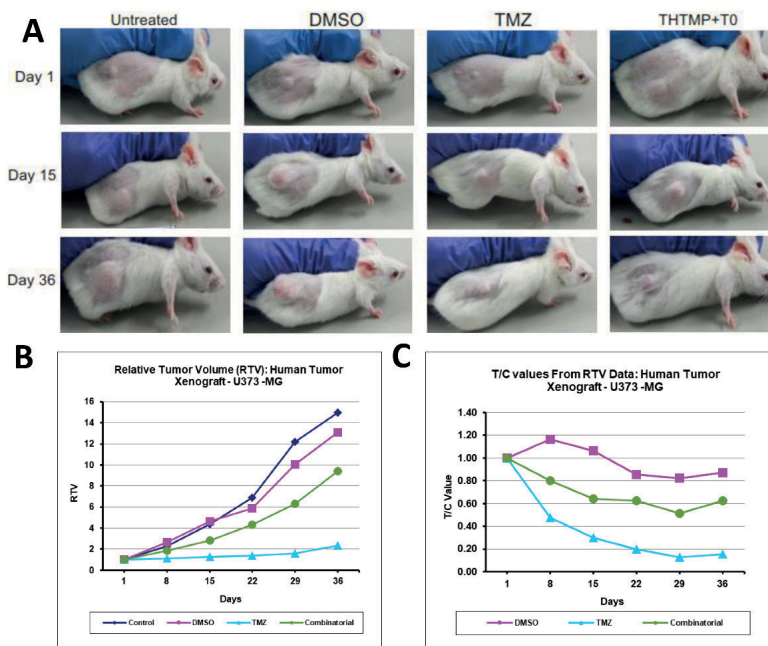 A
Untreated
DMSO
TMZ
THTMP+T0
Day 1
Day 15
Day 36
B
Relative Tumor Volume (RTV): Human Tumor
Xenograft - U373 -MG
16
14
12
10
8
6
4
2
0
RTV
1 8 15 22 29 36
Days
Control DMSO TMZ Combinatorial
C
T/C values From RTV Data: Human Tumor
Xenograft - U373 -MG
1.40
1.20
1.00
0.80
0.60
0.40
0.20
0.00
T/C Value
1 8 15 22 29 36
Days
DMSO TMZ Combinatorial